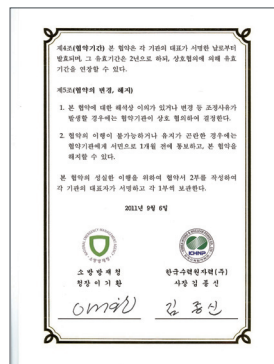 제4조(협약기간) 본 협약은 각 기관의 대표가 서명한 날로부터
발효되며, 그 유효기간은 2년으로 하되, 상호협의에 의해 유효
기간을 연장할 수 있다.
제5조(협약의 변경, 해지)
1. 본 협약에 대한 해석상 이의가 있거나 변경 등 조정사유가
발생할 경우에는 협약기관이 상호 협의하여 결정한다.
2. 협약의 이행이 불가능하거나 유지가 곤란한 경우에는
협약기관에게 서면으로 1개월 전에 통보하고, 본 협약을
해지할 수 있다.
본 협약의 성실한 이행을 위하여 협약서 2부를 작성하여
각 기관의 대표자가 서명하고 각 1부씩 보관한다.
2011년 9월 6일
KHNP
소방방재청 한국수력원자력(주)
청장 이기환 사장 김종신
김종신